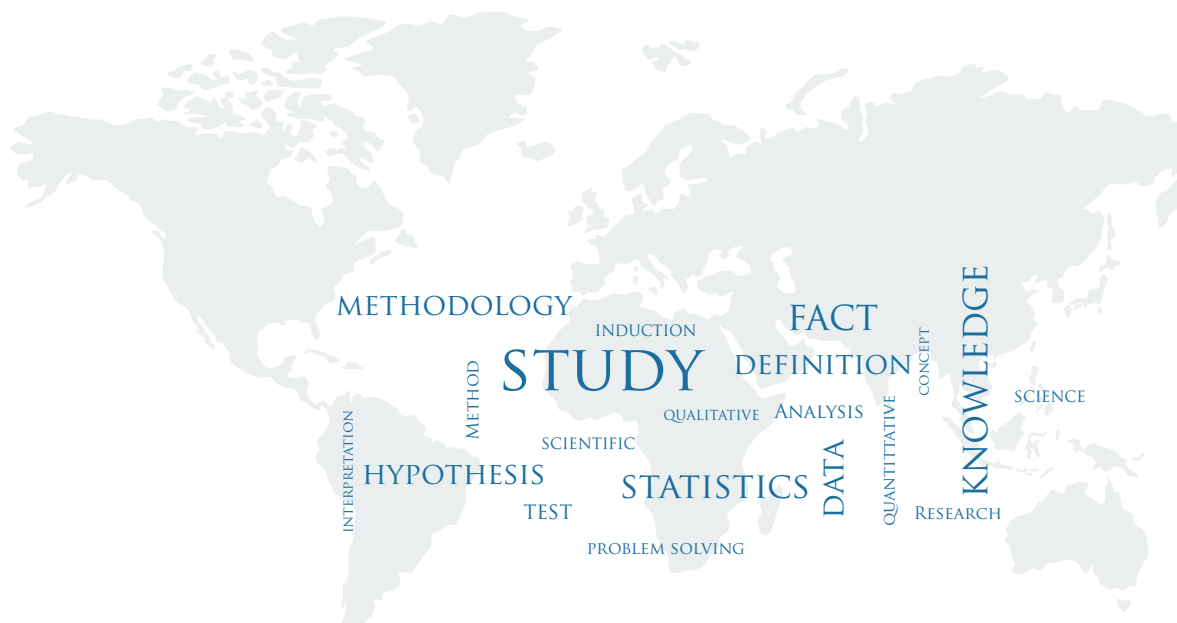 METHODOLOGY
FACT
INDUCTION
STUDY
DEFINITION
CONCEPT
KNOWLEDGE
METHOD
SCIENCE
QUALITATIVE
ANALYSIS
INTERPRETATION
SCIENTIFIC
HYPOTHESIS
STATISTICS
DATA
QUANTITTATIVE
TEST
RESEARCH
PROBLEM SOLVING